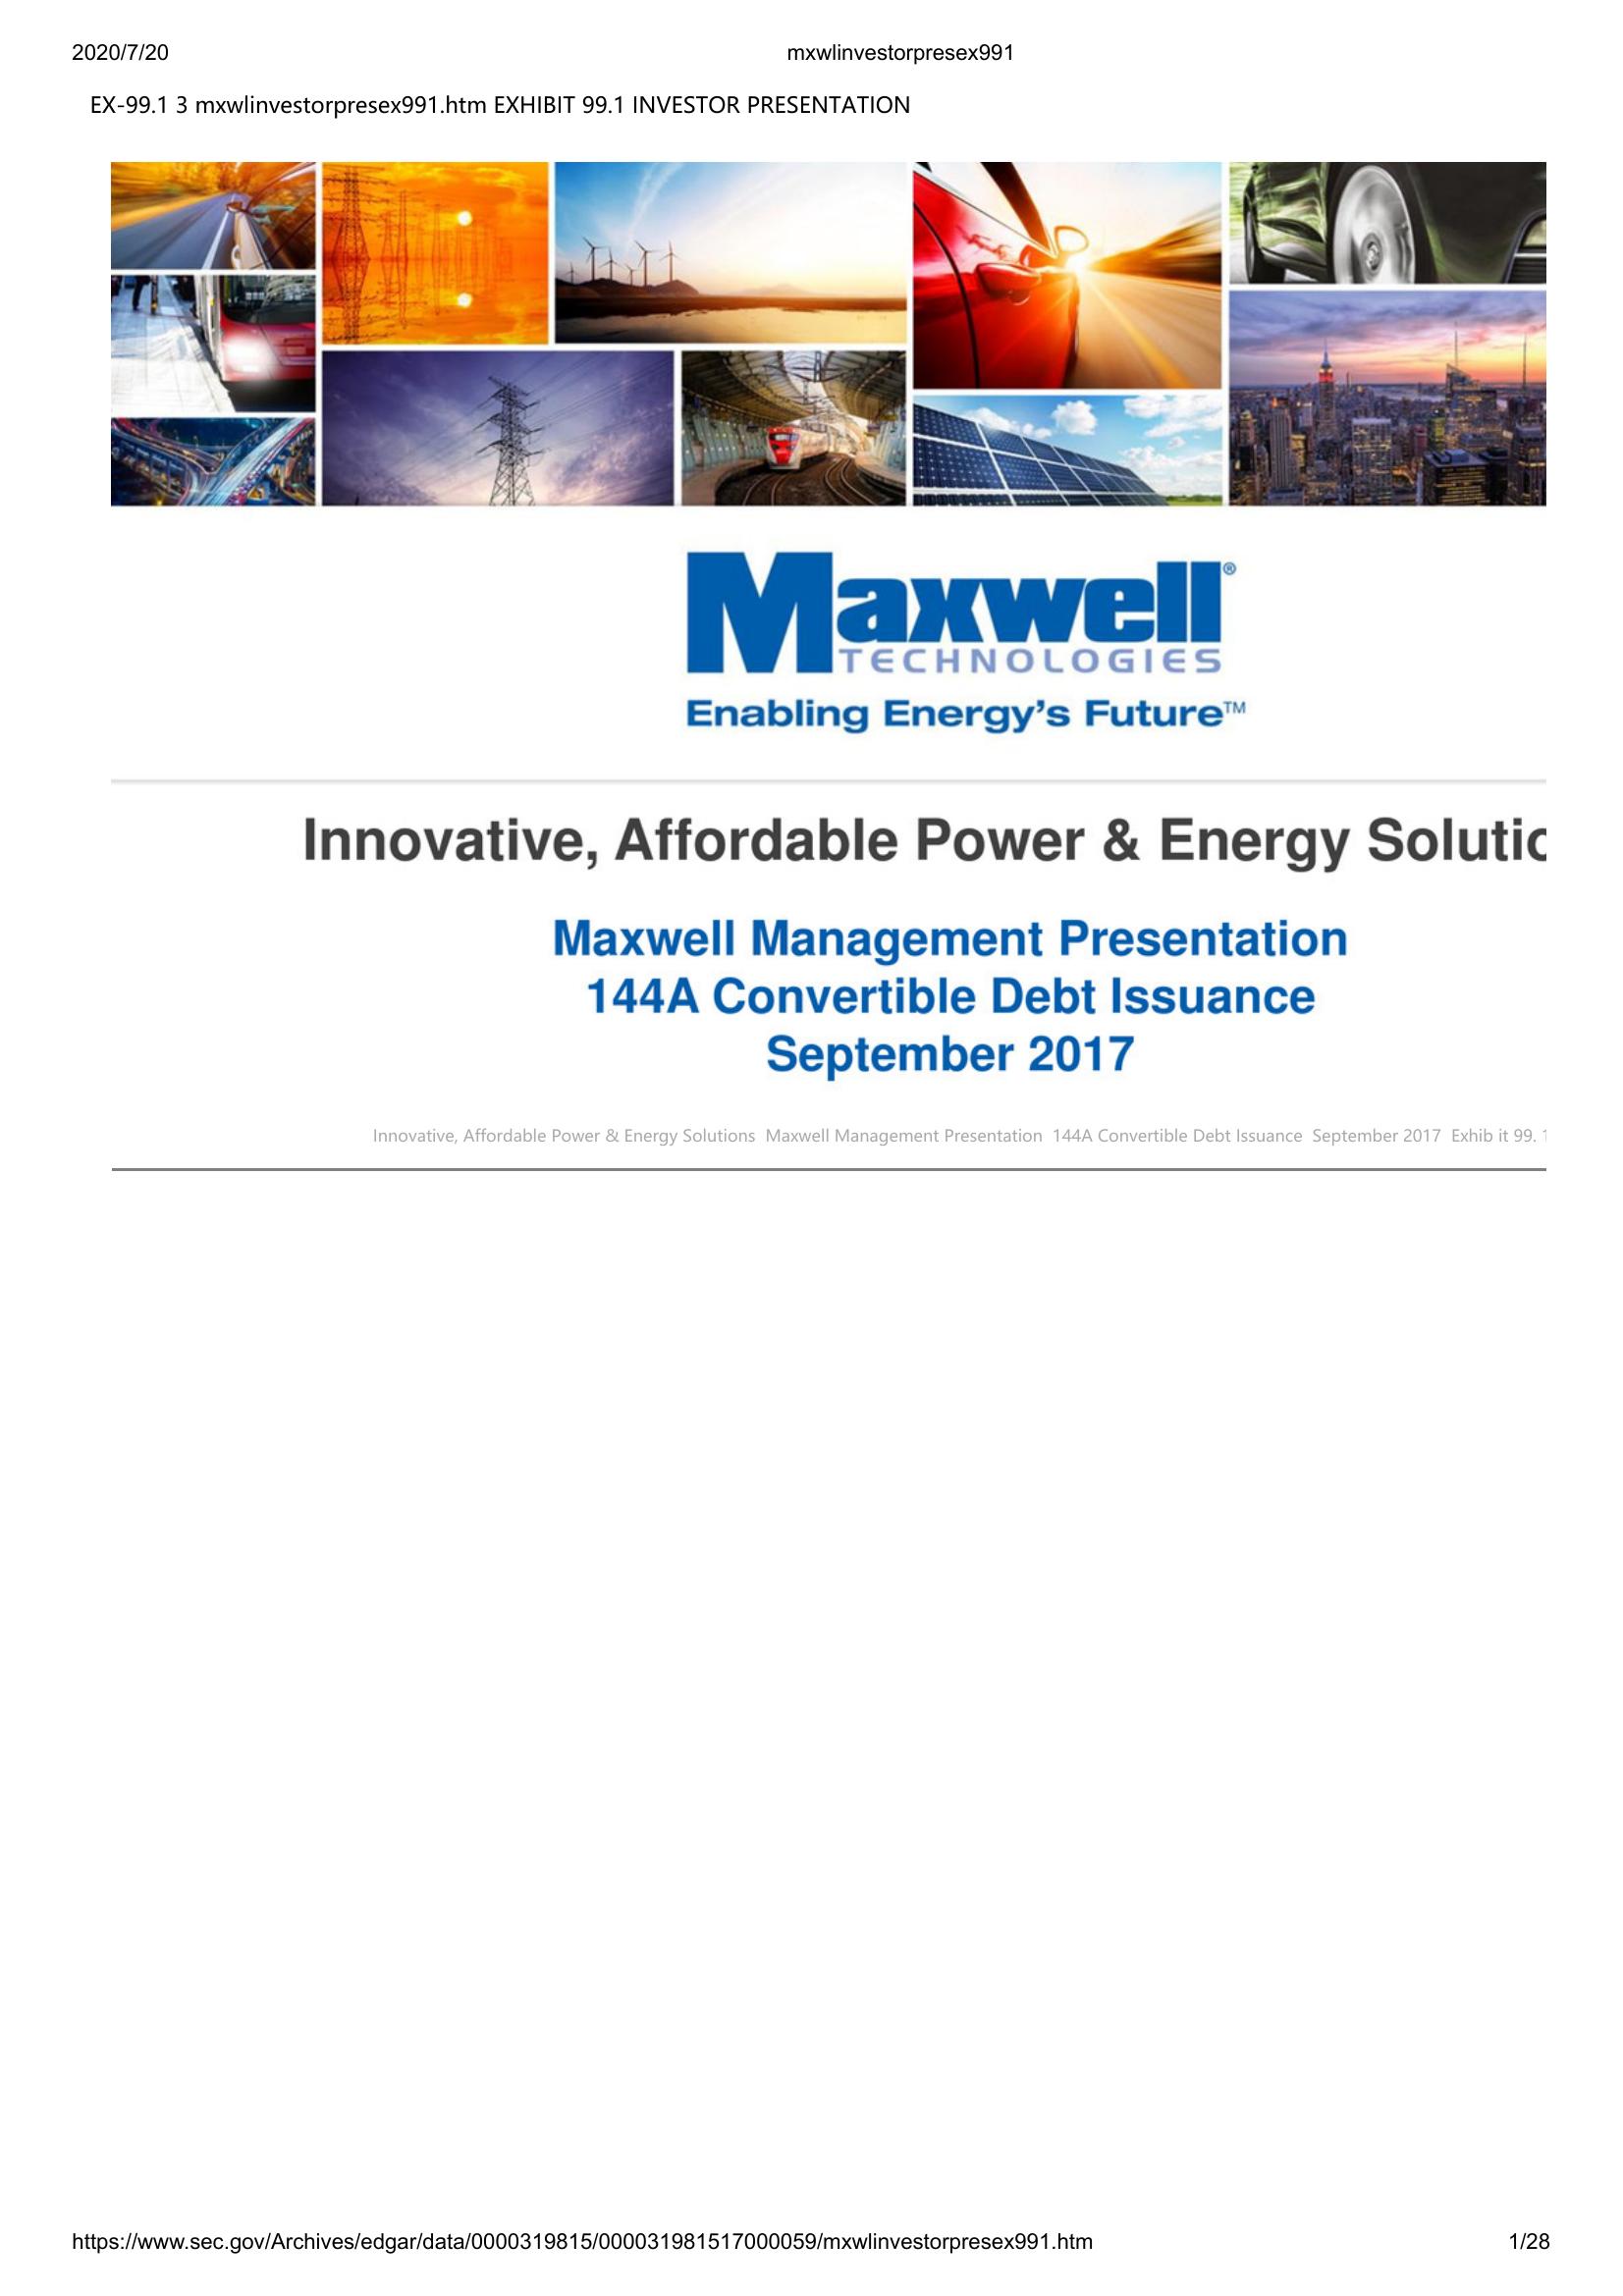 2020/7/20 mxwlinvestorpresex991
EX-99.1 3 mxwlinvestorpresex991.htm EXHIBIT 99.1 INVESTOR PRESENTATION
Maxwell®
TECHNOLOGIES
Enabling Energy's Future™
Innovative, Affordable Power & Energy Solutio
Maxwell Management Presentation
144A Convertible Debt Issuance
September 2017
Innovative, Affordable Power & Energy Solutions Maxwell Management Presentation 144A Convertible Debt Issuance September 2017 Exhib it 99. 1
https://www.sec.gov/Archives/edgar/data/0000319815/000031981517000059/mxwlinvestorpresex991.htm 1/28